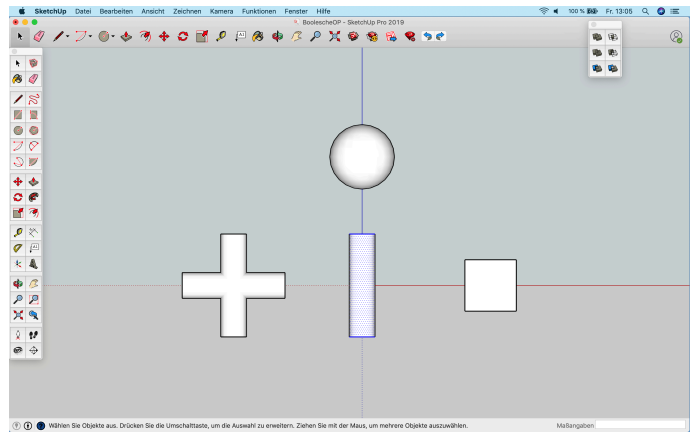 SketchUp Datei Bearbeiten Ansicht Zeichnen Kamera Funktionen Fenster Hilfe 100 % Fr. 13:05
BoolescheOP - SketchUp Pro 2019
Wählen Sie Objekte aus. Drücken Sie die Umschalttaste, um die Auswahl zu erweitern. Ziehen Sie mit der Maus, um mehrere Objekte auszuwählen. Maßangaben